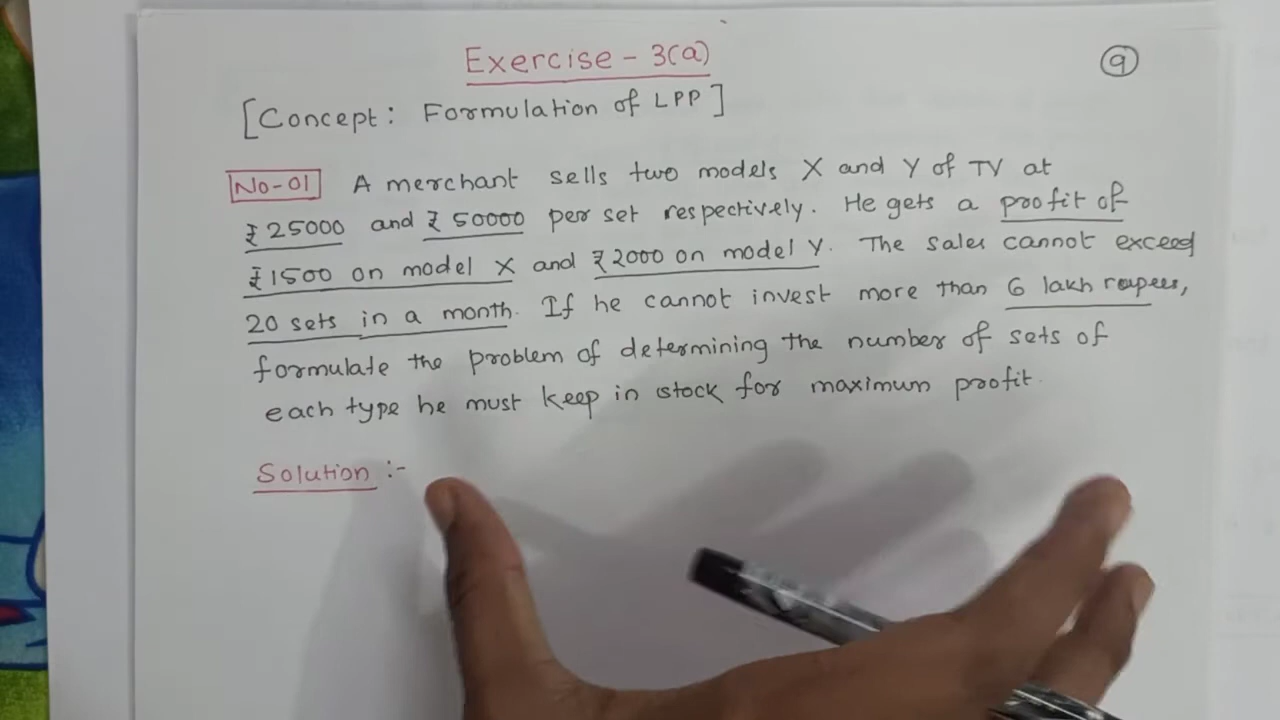 Exercise - 3(a)
9
[Concept: Formulation of LPP]
No-01 A merchant sells two models X and Y of TV at
₹25000 and ₹50000 per set respectively. He gets a profit of
₹1500 on model X and ₹2000 on model Y. The sales cannot exceed
20 sets in a month. If he cannot invest more than 6 lakh rupees,
formulate the problem of determining the number of sets of
each type he must keep in stock for maximum profit.
Solution :-